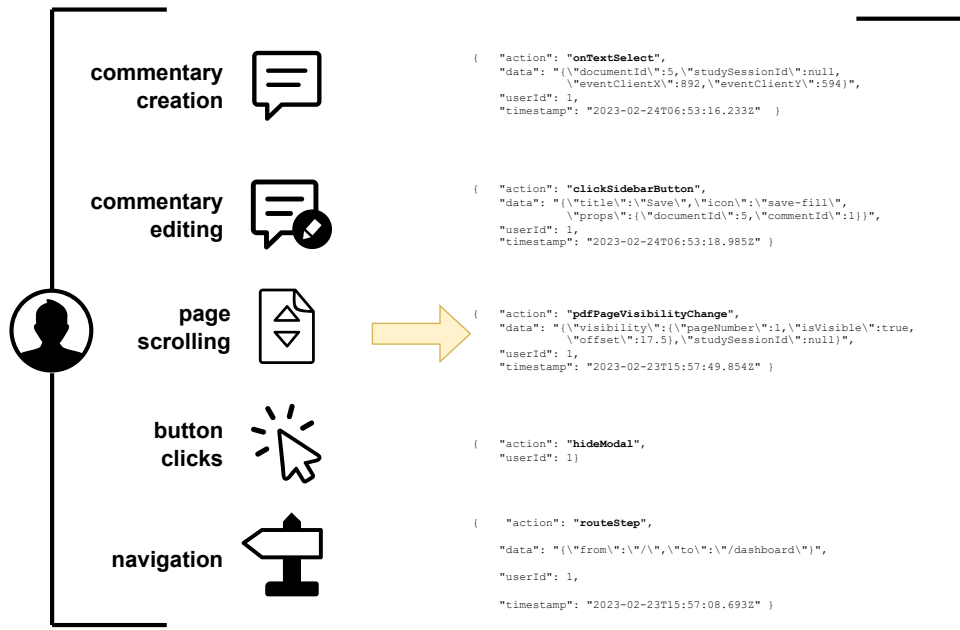 commentary
creation
{   "action": "onTextSelect",
"data": "{\"documentId\":5,\"studySessionId\":null,
\"eventClientX\":892,\"eventClientY\":594}",
"userId": 1,
"timestamp": "2023-02-24T06:53:16.233Z"  }
commentary
editing
{   "action": "clickSidebarButton",
"data": "{\"title\":\"Save\",\"icon\":\"save-fill\",
\"props\":{\"documentId\":5,\"commentId\":1}}",
"userId": 1,
"timestamp": "2023-02-24T06:53:18.985Z" }
page
scrolling
{   "action": "pdfPageVisibilityChange",
"data": "{\"visibility\":{\"pageNumber\":1,\"isVisible\":true,
\"offset\":17.5},\"studySessionId\":null}",
"userId": 1,
"timestamp": "2023-02-23T15:57:49.854Z" }
button
clicks
{   "action": "hideModal",
"userId": 1}
navigation
{    "action": "routeStep",
"data": "{\"from\":\"/\",\"to\":\"/dashboard\"}",
"userId": 1,
"timestamp": "2023-02-23T15:57:08.693Z" }